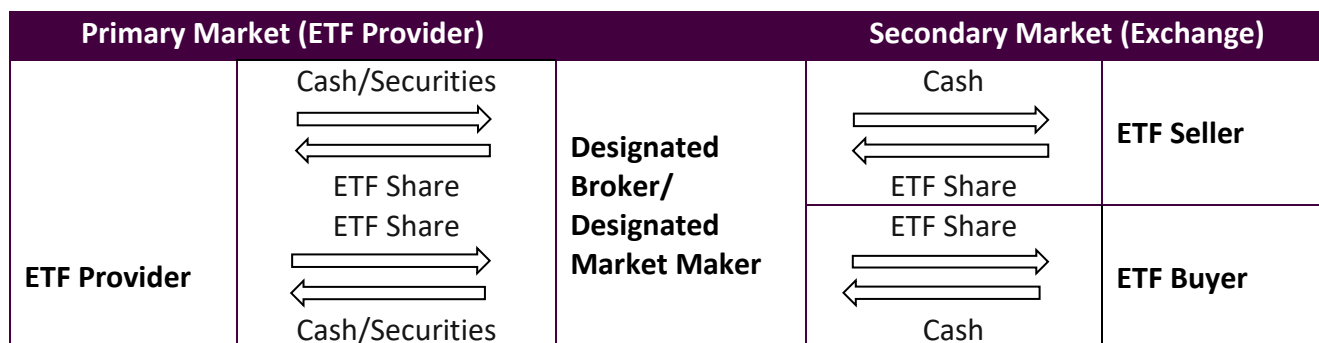 Primary Market (ETF Provider)
Secondary Market (Exchange)
ETF Provider
Cash/Securities
ETF Share
ETF Share
Cash/Securities
Designated
Broker/
Designated
Market Maker
Cash
ETF Share
ETF Seller
ETF Share
Cash
ETF Buyer